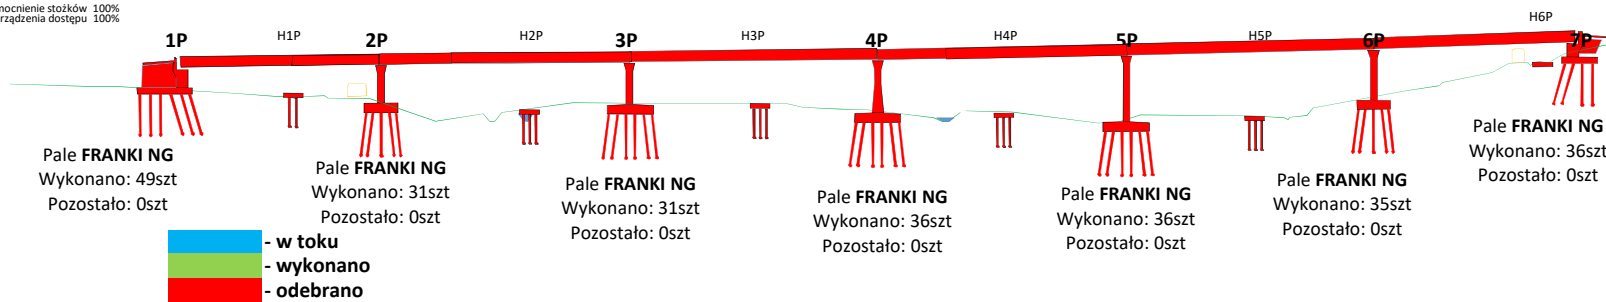 mocnienie stożków 100%
rządzenia dostępu 100%
1P
H1P
2P
H2P
3P
H3P
4P
H4P
5P
H5P
6P
H6P
7P
Pale FRANKI NG
Wykonano: 49szt
Pozostało: 0szt
Pale FRANKI NG
Wykonano: 31szt
Pozostało: 0szt
Pale FRANKI NG
Wykonano: 31szt
Pozostało: 0szt
Pale FRANKI NG
Wykonano: 36szt
Pozostało: 0szt
Pale FRANKI NG
Wykonano: 36szt
Pozostało: 0szt
Pale FRANKI NG
Wykonano: 35szt
Pozostało: 0szt
Pale FRANKI NG
Wykonano: 36szt
Pozostało: 0szt
- w toku
- wykonano
- odebrano